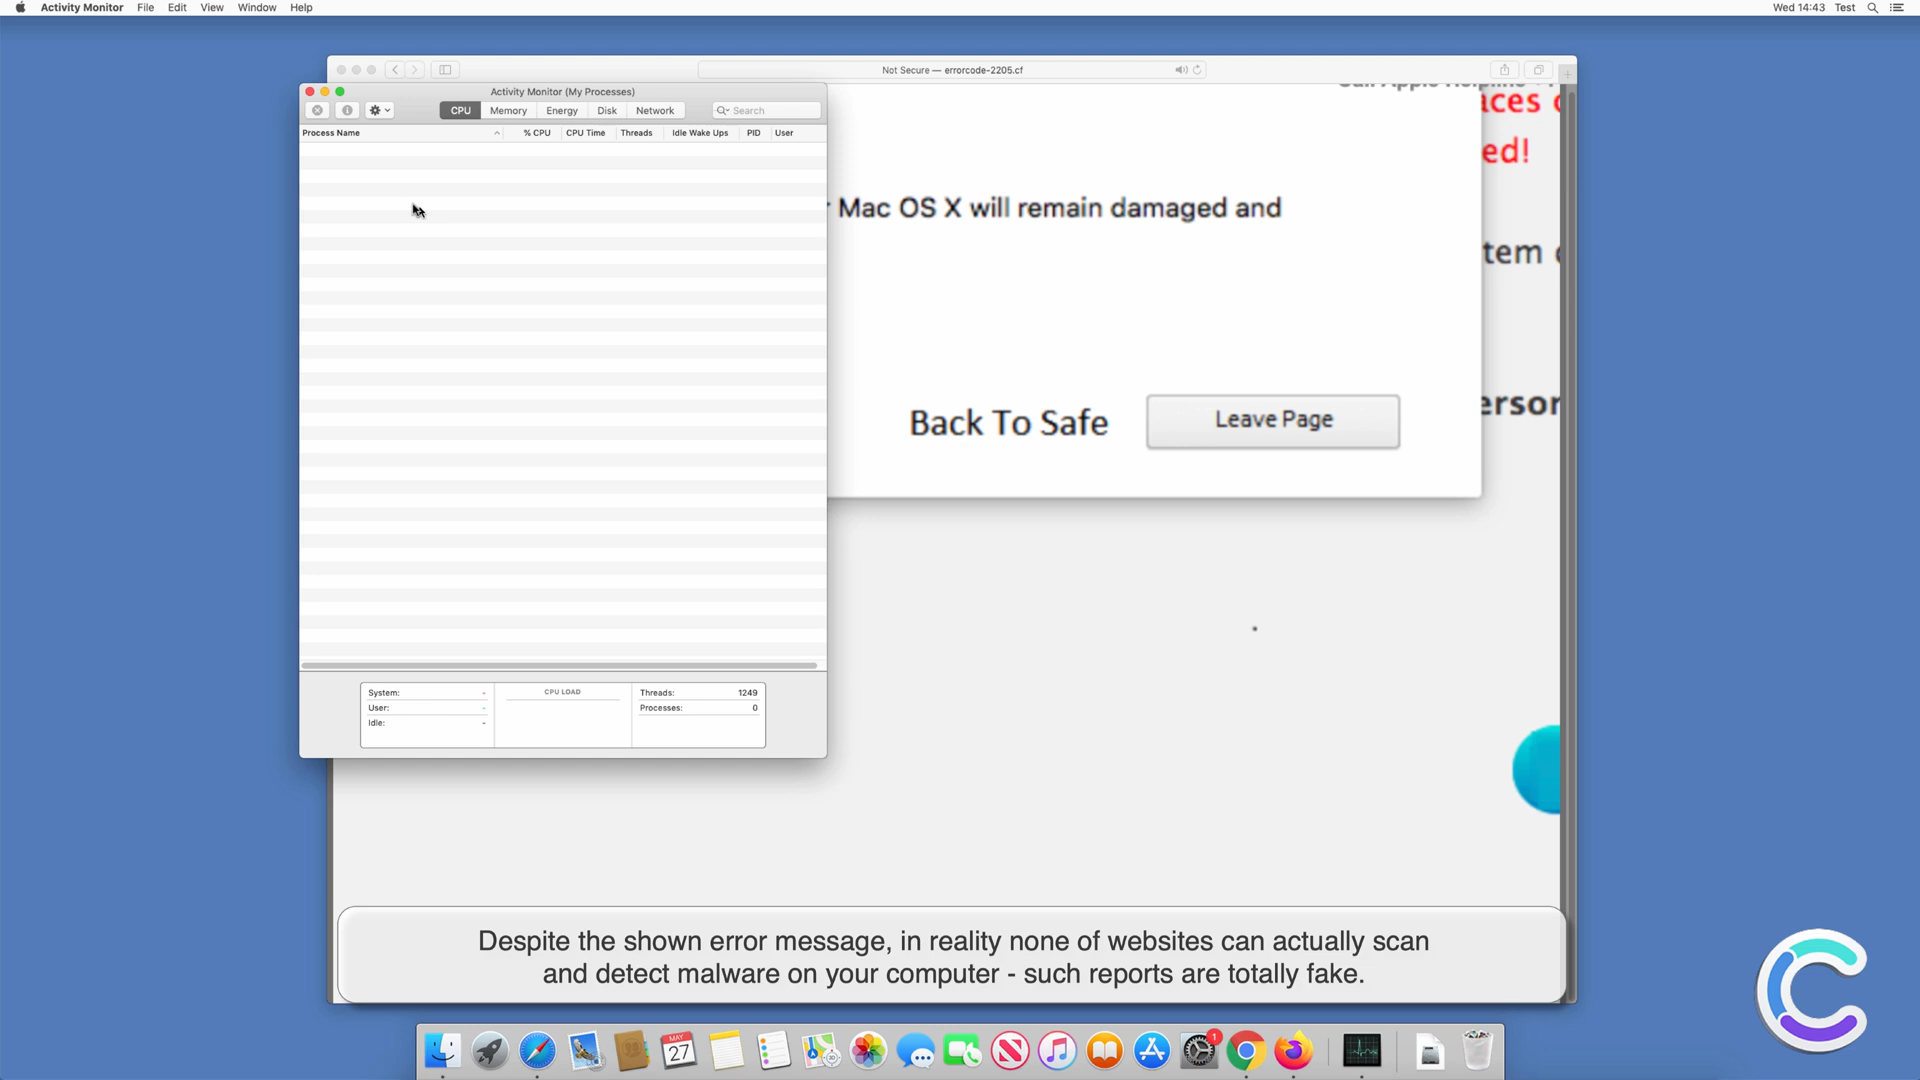 Activity Monitor File Edit View Window Help
Wed 14:43 Test
Not Secure — errorcode-2205.cf
Activity Monitor (My Processes)
CPU Memory Energy Disk Network
Search
Process Name % CPU CPU Time Threads Idle Wake Ups PID User
aces
ed!
Mac OS X will remain damaged and
tem
erson
Back To Safe
Leave Page
System: -
User: -
Idle: -
CPU LOAD
Threads: 1249
Processes: 0
Despite the shown error message, in reality none of websites can actually scan
and detect malware on your computer - such reports are totally fake.
MAY
27
1